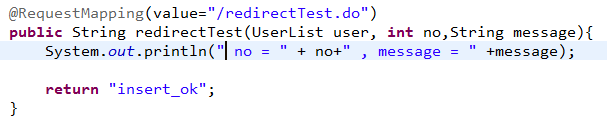 @RequestMapping(value="/redirectTest.do")
public String redirectTest(UserList user, int no,String message){
System.out.println(" no = " + no+" , message = " +message);
return "insert_ok";
}